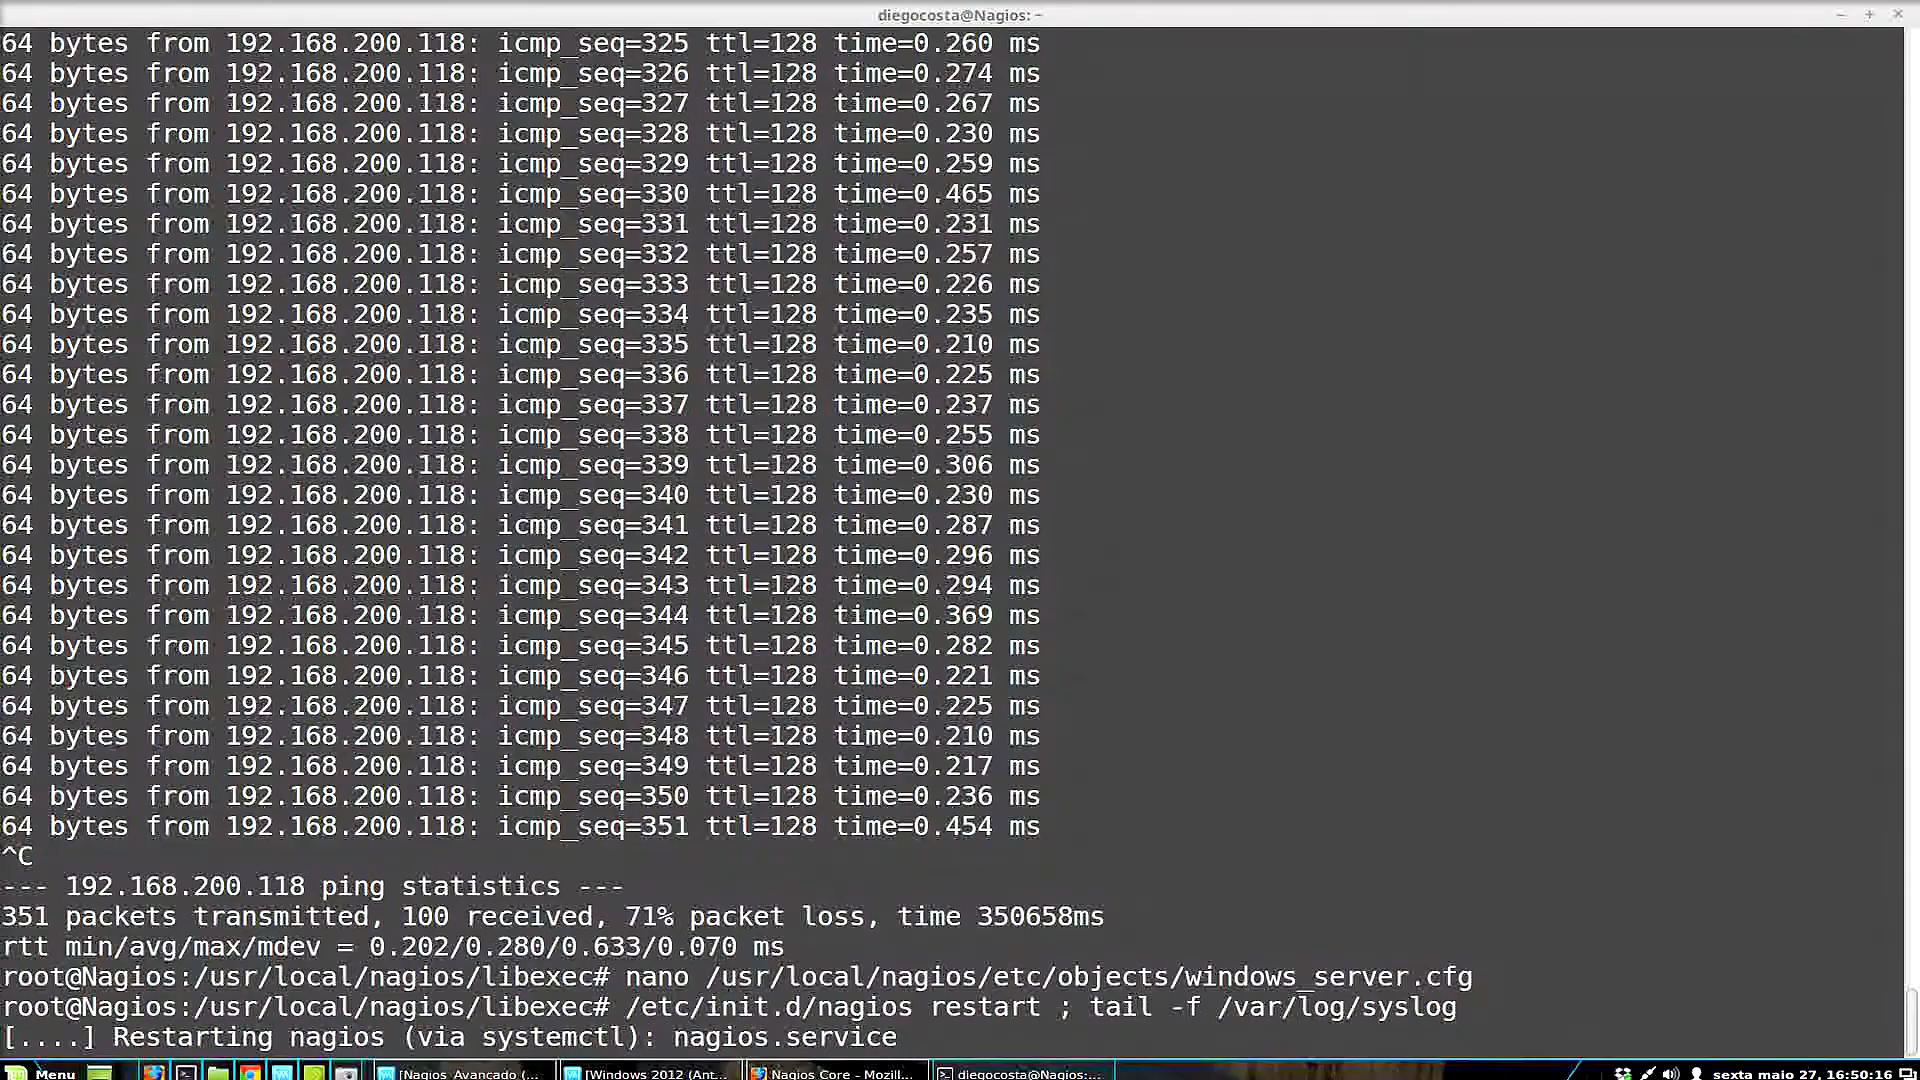 diegocosta@Nagios: ~
64 bytes from 192.168.200.118: icmp_seq=325 ttl=128 time=0.260 ms
64 bytes from 192.168.200.118: icmp_seq=326 ttl=128 time=0.274 ms
64 bytes from 192.168.200.118: icmp_seq=327 ttl=128 time=0.267 ms
64 bytes from 192.168.200.118: icmp_seq=328 ttl=128 time=0.230 ms
64 bytes from 192.168.200.118: icmp_seq=329 ttl=128 time=0.259 ms
64 bytes from 192.168.200.118: icmp_seq=330 ttl=128 time=0.465 ms
64 bytes from 192.168.200.118: icmp_seq=331 ttl=128 time=0.231 ms
64 bytes from 192.168.200.118: icmp_seq=332 ttl=128 time=0.257 ms
64 bytes from 192.168.200.118: icmp_seq=333 ttl=128 time=0.226 ms
64 bytes from 192.168.200.118: icmp_seq=334 ttl=128 time=0.235 ms
64 bytes from 192.168.200.118: icmp_seq=335 ttl=128 time=0.210 ms
64 bytes from 192.168.200.118: icmp_seq=336 ttl=128 time=0.225 ms
64 bytes from 192.168.200.118: icmp_seq=337 ttl=128 time=0.237 ms
64 bytes from 192.168.200.118: icmp_seq=338 ttl=128 time=0.255 ms
64 bytes from 192.168.200.118: icmp_seq=339 ttl=128 time=0.306 ms
64 bytes from 192.168.200.118: icmp_seq=340 ttl=128 time=0.230 ms
64 bytes from 192.168.200.118: icmp_seq=341 ttl=128 time=0.287 ms
64 bytes from 192.168.200.118: icmp_seq=342 ttl=128 time=0.296 ms
64 bytes from 192.168.200.118: icmp_seq=343 ttl=128 time=0.294 ms
64 bytes from 192.168.200.118: icmp_seq=344 ttl=128 time=0.369 ms
64 bytes from 192.168.200.118: icmp_seq=345 ttl=128 time=0.282 ms
64 bytes from 192.168.200.118: icmp_seq=346 ttl=128 time=0.221 ms
64 bytes from 192.168.200.118: icmp_seq=347 ttl=128 time=0.225 ms
64 bytes from 192.168.200.118: icmp_seq=348 ttl=128 time=0.210 ms
64 bytes from 192.168.200.118: icmp_seq=349 ttl=128 time=0.217 ms
64 bytes from 192.168.200.118: icmp_seq=350 ttl=128 time=0.236 ms
64 bytes from 192.168.200.118: icmp_seq=351 ttl=128 time=0.454 ms
^C
--- 192.168.200.118 ping statistics ---
351 packets transmitted, 100 received, 71% packet loss, time 350658ms
rtt min/avg/max/mdev = 0.202/0.280/0.633/0.070 ms
root@Nagios:/usr/local/nagios/libexec# nano /usr/local/nagios/etc/objects/windows_server.cfg
root@Nagios:/usr/local/nagios/libexec# /etc/init.d/nagios restart ; tail -f /var/log/syslog
[....] Restarting nagios (via systemctl): nagios.service
Menu [Nagios_Avancado (... [Windows 2012 (Ant... Nagios Core - Mozill... diegocosta@Nagios:... sexta maio 27, 16:50:16